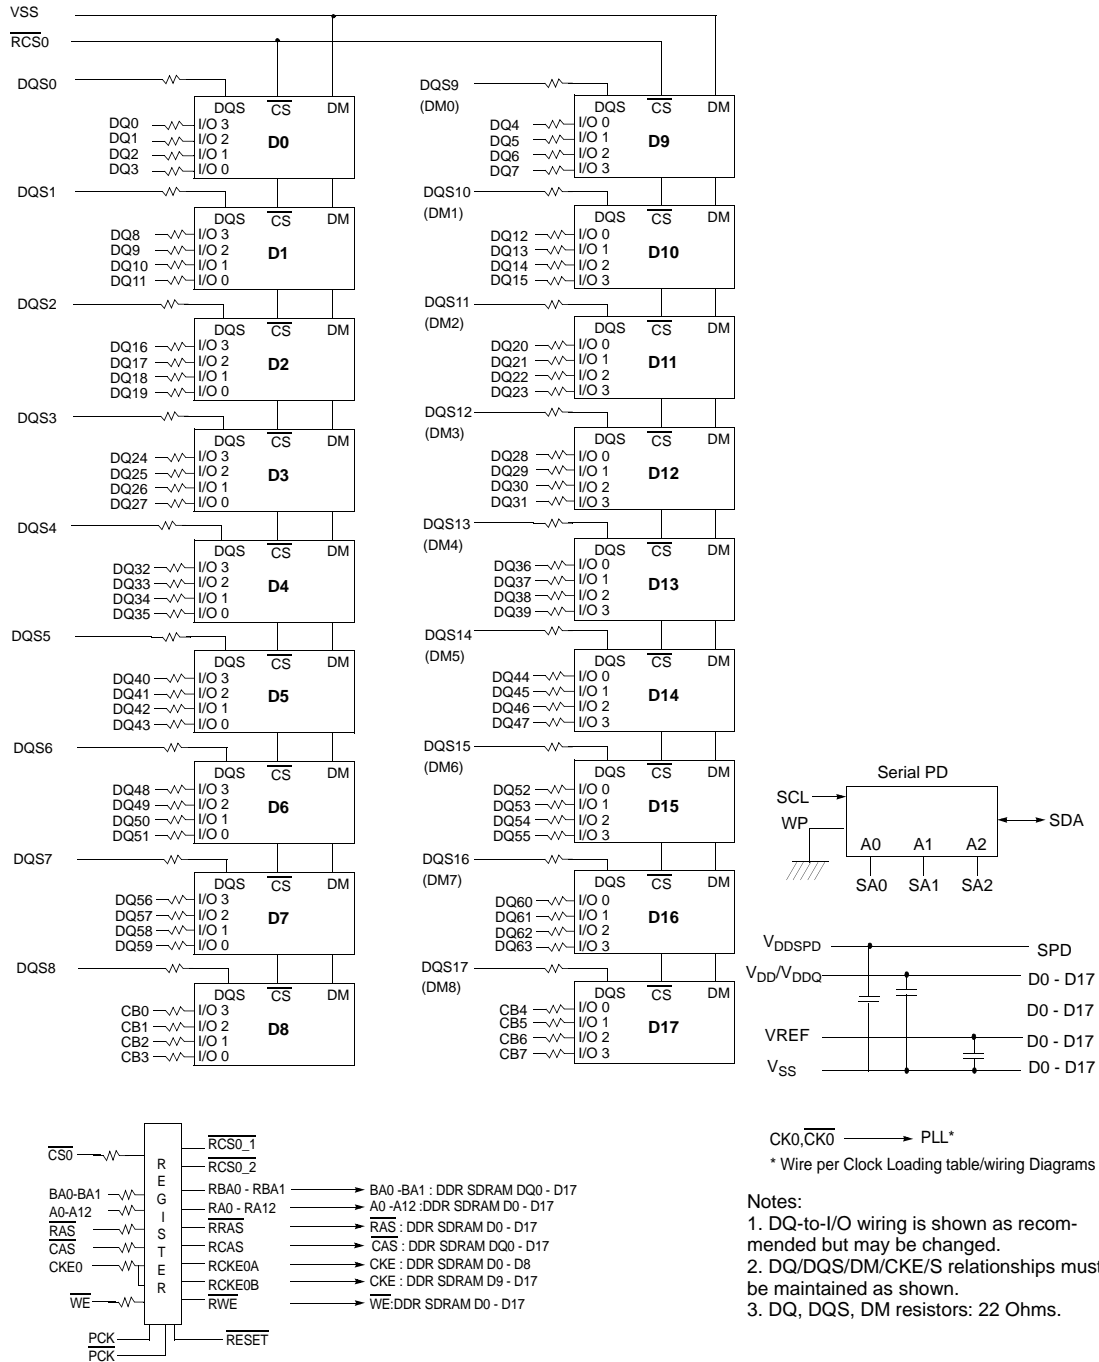 VSS
RCS0
DQS0
DQS CS DM
DQ0 I/O 3
DQ1 I/O 2
DQ2 I/O 1
DQ3 I/O 0
D0
DQS1
DQS CS DM
DQ8 I/O 3
DQ9 I/O 2
DQ10 I/O 1
DQ11 I/O 0
D1
DQS2
DQS CS DM
DQ16 I/O 3
DQ17 I/O 2
DQ18 I/O 1
DQ19 I/O 0
D2
DQS3
DQS CS DM
DQ24 I/O 3
DQ25 I/O 2
DQ26 I/O 1
DQ27 I/O 0
D3
DQS4
DQS CS DM
DQ32 I/O 3
DQ33 I/O 2
DQ34 I/O 1
DQ35 I/O 0
D4
DQS5
DQS CS DM
DQ40 I/O 3
DQ41 I/O 2
DQ42 I/O 1
DQ43 I/O 0
D5
DQS6
DQS CS DM
DQ48 I/O 3
DQ49 I/O 2
DQ50 I/O 1
DQ51 I/O 0
D6
DQS7
DQS CS DM
DQ56 I/O 3
DQ57 I/O 2
DQ58 I/O 1
DQ59 I/O 0
D7
DQS8
DQS CS DM
CB0 I/O 3
CB1 I/O 2
CB2 I/O 1
CB3 I/O 0
D8
DQS9
(DM0)
DQS CS DM
DQ4 I/O 0
DQ5 I/O 1
DQ6 I/O 2
DQ7 I/O 3
D9
DQS10
(DM1)
DQS CS DM
DQ12 I/O 0
DQ13 I/O 1
DQ14 I/O 2
DQ15 I/O 3
D10
DQS11
(DM2)
DQS CS DM
DQ20 I/O 0
DQ21 I/O 1
DQ22 I/O 2
DQ23 I/O 3
D11
DQS12
(DM3)
DQS CS DM
DQ28 I/O 0
DQ29 I/O 1
DQ30 I/O 2
DQ31 I/O 3
D12
DQS13
(DM4)
DQS CS DM
DQ36 I/O 0
DQ37 I/O 1
DQ38 I/O 2
DQ39 I/O 3
D13
DQS14
(DM5)
DQS CS DM
DQ44 I/O 0
DQ45 I/O 1
DQ46 I/O 2
DQ47 I/O 3
D14
DQS15
(DM6)
DQS CS DM
DQ52 I/O 0
DQ53 I/O 1
DQ54 I/O 2
DQ55 I/O 3
D15
DQS16
(DM7)
DQS CS DM
DQ60 I/O 0
DQ61 I/O 1
DQ62 I/O 2
DQ63 I/O 3
D16
DQS17
(DM8)
DQS CS DM
CB4 I/O 0
CB5 I/O 1
CB6 I/O 2
CB7 I/O 3
D17
Serial PD
SCL
WP
SDA
A0 A1 A2
SA0 SA1 SA2
VDDSPD SPD
VDD/VDDQ D0 - D17
D0 - D17
VREF D0 - D17
VSS D0 - D17
CS0
BA0-BA1
A0-A12
RAS
CAS
CKE0
WE
PCK
PCK
REGISTER
RESET
RCS0_1
RCS0_2
RBA0 - RBA1 BA0 -BA1 : DDR SDRAM DQ0 - D17
RA0 - RA12 A0 -A12 :DDR SDRAM D0 - D17
RRAS RAS : DDR SDRAM D0 - D17
RCAS CAS : DDR SDRAM DQ0 - D17
RCKE0A CKE : DDR SDRAM D0 - D8
RCKE0B CKE : DDR SDRAM D9 - D17
RWE WE:DDR SDRAM D0 - D17
CK0,CK0 PLL*
* Wire per Clock Loading table/wiring Diagrams
Notes:
1. DQ-to-I/O wiring is shown as recom-
mended but may be changed.
2. DQ/DQS/DM/CKE/S relationships must
be maintained as shown.
3. DQ, DQS, DM resistors: 22 Ohms.